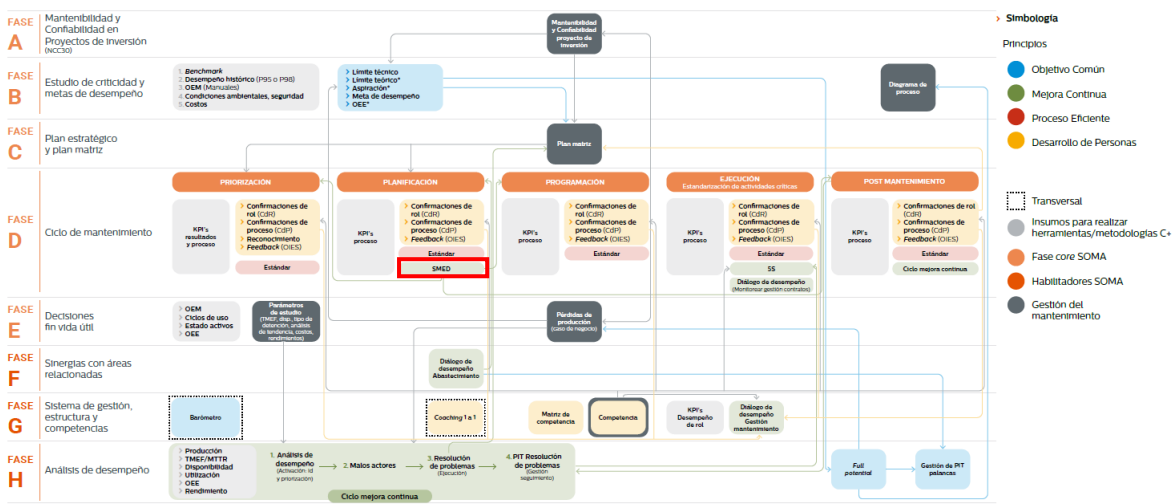 FASE
A
Mantenibilidad y
Confiabilidad en
Proyectos de inversión
(NCC30)
Mantenibilidad
y Confiabilidad
proyecto de
inversión
FASE
B
Estudio de criticidad y
metas de desempeño
1. Benchmark
2. Desempeño histórico (P95 o P98)
3. OEM (Manuales)
4. Condiciones ambientales, seguridad
5. Costos
> Límite técnico
> Límite teórico*
> Aspiración*
> Meta de desempeño
> OEE*
Diagrama de
proceso
FASE
C
Plan estratégico
y plan matriz
Plan matriz
FASE
D
Ciclo de mantenimiento
PRIORIZACIÓN
KPI's
resultados
y proceso
> Confirmaciones de
rol (CdR)
> Confirmaciones de
proceso (CdP)
> Reconocimiento
> Feedback (OIES)
Estándar
PLANIFICACIÓN
KPI's
proceso
> Confirmaciones de
rol (CdR)
> Confirmaciones de
proceso (CdP)
> Feedback (OIES)
Estándar
SMED
PROGRAMACIÓN
KPI's
proceso
> Confirmaciones de
rol (CdR)
> Confirmaciones de
proceso (CdP)
> Feedback (OIES)
Estándar
EJECUCIÓN
Estandarización de actividades críticas
KPI's
proceso
> Confirmaciones de
rol (CdR)
> Confirmaciones de
proceso (CdP)
> Feedback (OIES)
Estándar
5S
Diálogo de desempeño
(Monitorear gestión contratos)
POST MANTENIMIENTO
KPI's
proceso
> Confirmaciones de rol
(CdR)
> Confirmaciones de
proceso (CdP)
> Feedback (OIES)
Estándar
Ciclo mejora continua
FASE
E
Decisiones
fin vida útil
> OEM
> Ciclos de uso
> Estado activos
> OEE
Parámetros
de estudio
(TMEF, disp., tipo de
detención, análisis
de tendencia, costos,
rendimientos)
Pérdidas de
producción
(caso de negocio)
FASE
F
Sinergias con áreas
relacionadas
Diálogo de
desempeño
Abastecimiento
FASE
G
Sistema de gestión,
estructura y
competencias
Barómetro
Coaching 1 a 1
Matriz de
competencia
Competencia
KPI's
Desempeño
de rol
Diálogo de
desempeño
Gestión
mantenimiento
FASE
H
Análisis de desempeño
> Producción
> TMEF/MTTR
> Disponibilidad
> Utilización
> OEE
> Rendimiento
1. Análisis de
desempeño
(Activación: id
y priorización)
2. Malos actores
3. Resolución
de problemas
(Ejecución)
4. PIT Resolución
de problemas
(Gestión
seguimiento)
Ciclo mejora continua
Full
potential
Gestión de PIT
palancas
> Simbología
Principios
Objetivo Común
Mejora Continua
Proceso Eficiente
Desarrollo de Personas
Transversal
Insumos para realizar
herramientas/metodologías C+
Fase core SOMA
Habilitadores SOMA
Gestión del
mantenimiento